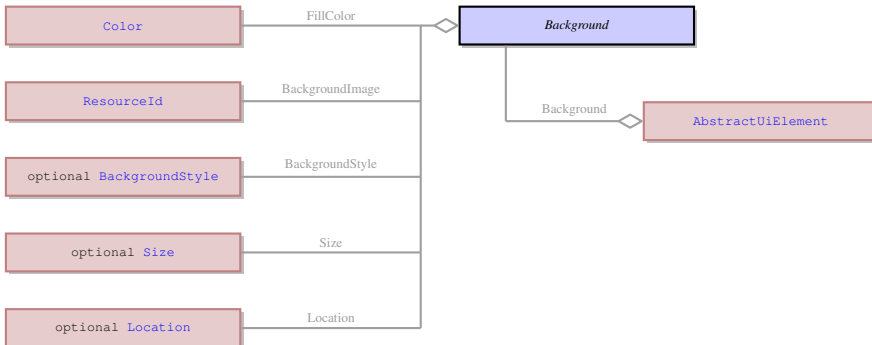 Color
FillColor
Background
ResourceId
BackgroundImage
Background
AbstractUiElement
optional BackgroundStyle
BackgroundStyle
optional Size
Size
optional Location
Location